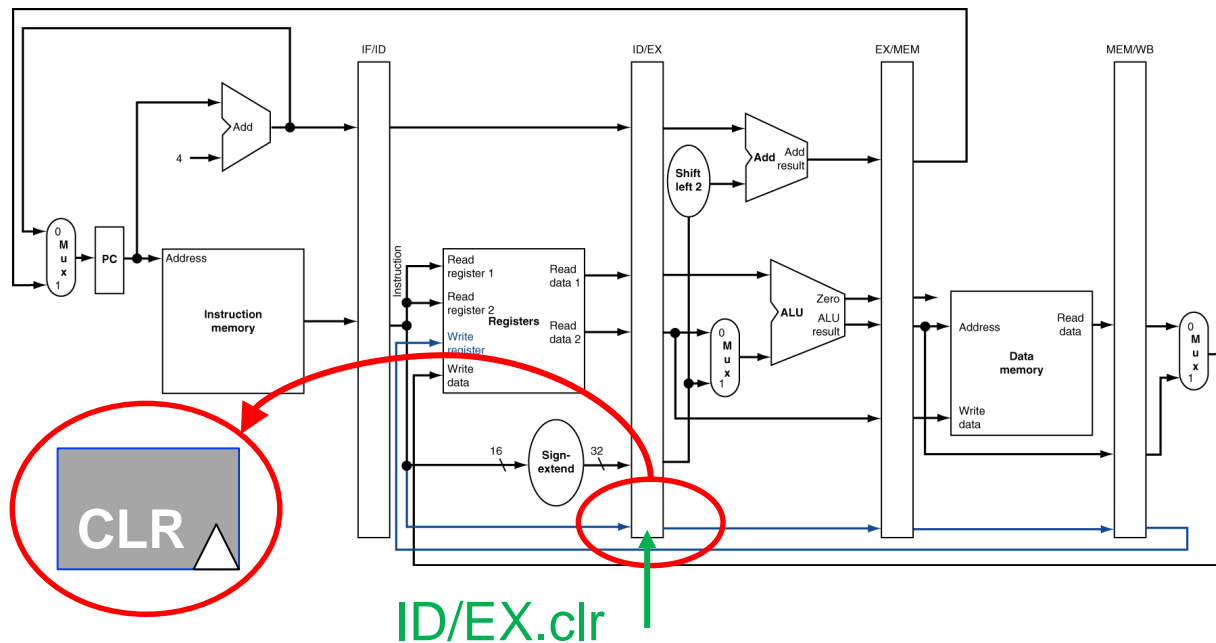 IF/ID
ID/EX
EX/MEM
MEM/WB
Add
4
Shift
left 2
Add
Add
result
0
M
u
x
1
PC
Address
Instruction
memory
Instruction
Read
register 1
Read
register 2
Write
register
Write
data
Registers
Read
data 1
Read
data 2
0
M
u
x
1
Zero
ALU
ALU
result
Address
Read
data
Data
memory
Write
data
0
M
u
x
1
16
Sign-
extend
32
CLR
ID/EX.clr